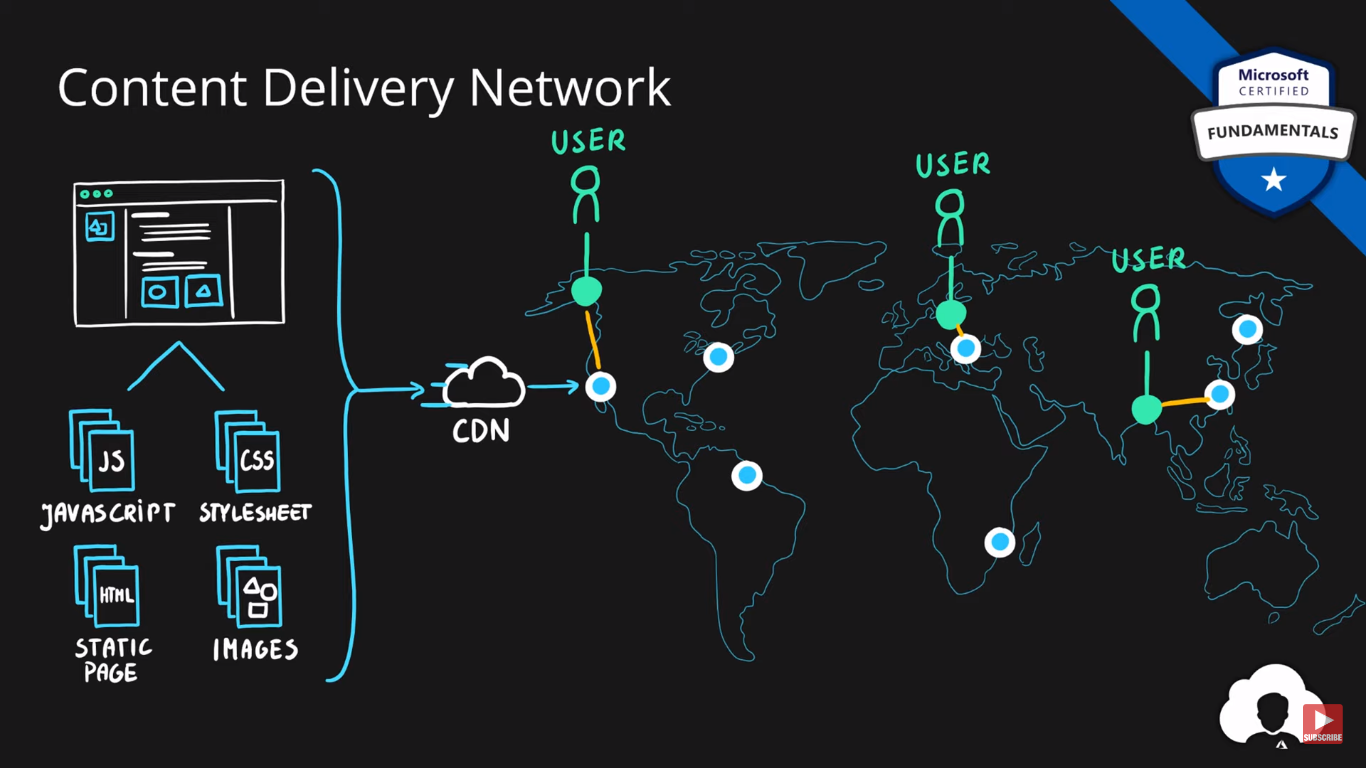 Content Delivery Network
Microsoft
CERTIFIED
FUNDAMENTALS
USER
USER
USER
CDN
JS
CSS
JAVASCRIPT
STYLESHEET
HTML
STATIC
PAGE
IMAGES
SUBSCRIBE